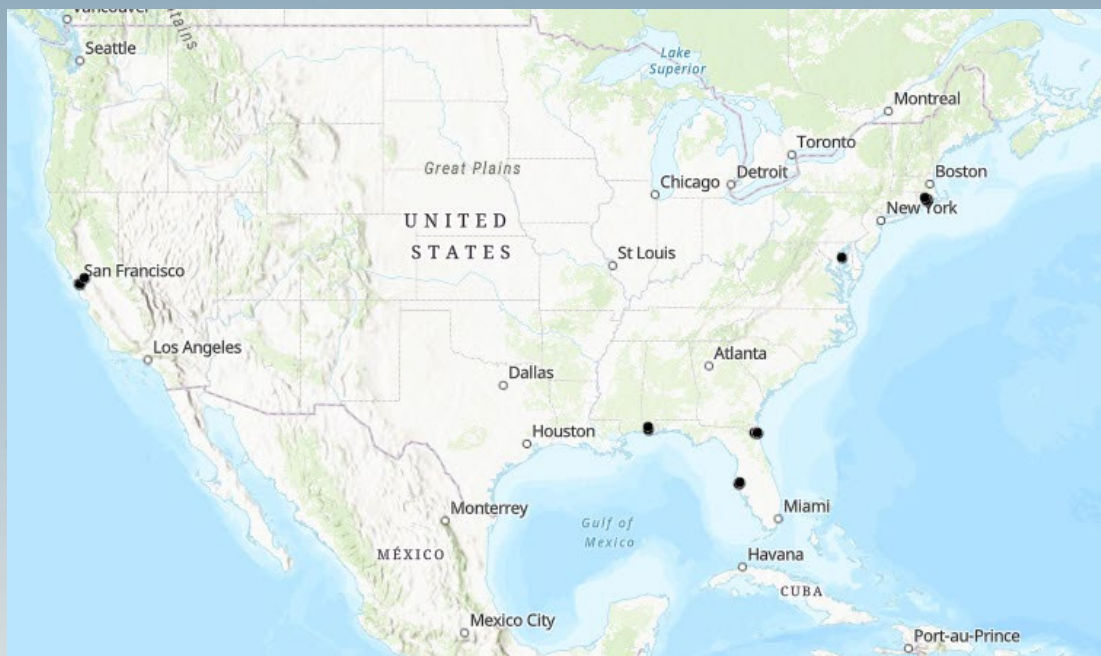 Vancouver
Seattle
Lake
Superior
Montreal
Toronto
Great Plains
Chicago
Detroit
Boston
New York
UNITED
STATES
St Louis
San Francisco
Los Angeles
Atlanta
Dallas
Houston
Monterrey
Gulf of
Mexico
Miami
MÉXICO
Havana
CUBA
Mexico City
Port-au-Prince